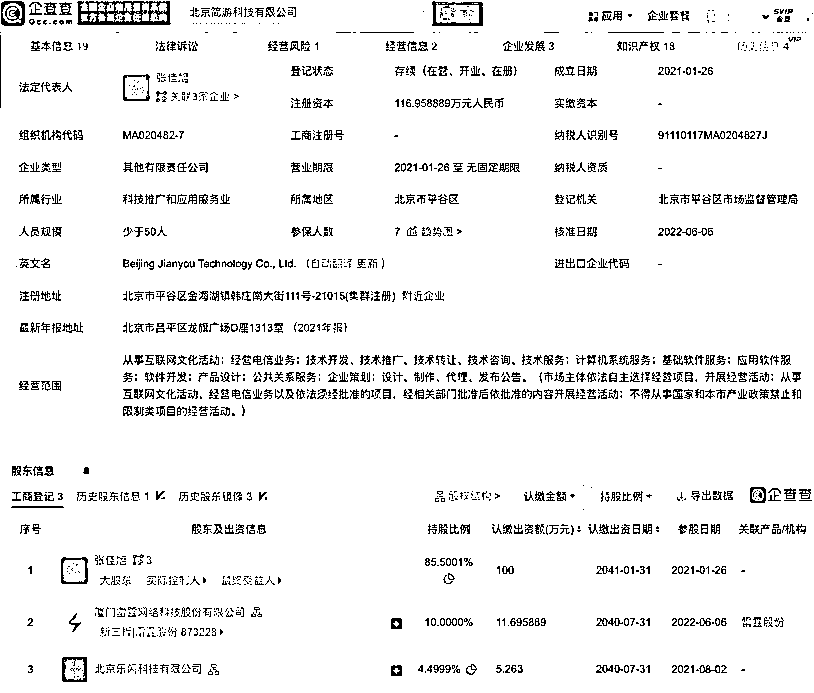 企查查
Qcc.com
北京简游科技有限公司
应用
企业套餐
SVIP
基本信息 19 法律诉讼 经营风险 1 经营信息 2 企业发展 3 知识产权 18 历史信息 4
VIP
法定代表人 关联3家企业 >
登记状态 存续（在营、开业、在册） 成立日期 2021-01-26
注册资本 116.958889万元人民币 实缴资本 -
组织机构代码 MA020482-7 工商注册号 - 纳税人识别号 91110117MA0204827J
企业类型 其他有限责任公司 营业期限 2021-01-26 至 无固定期限 纳税人资质 -
所属行业 科技推广和应用服务业 所属地区 北京市平谷区 登记机关 北京市平谷区市场监督管理局
人员规模 少于50人 参保人数 7 趋势图 > 核准日期 2022-06-06
英文名 Beijing Jianyou Technology Co., Ltd. （自动翻译 更新） 进出口企业代码 -
注册地址 北京市平谷区金海湖镇韩庄南大街111号-21015(集群注册) 附近企业
最新年报地址 北京市昌平区龙旗广场D座1313室 （2021年报）
经营范围
从事互联网文化活动；经营电信业务；技术开发、技术推广、技术转让、技术咨询、技术服务；计算机系统服务；基础软件服务；应用软件服
务；软件开发；产品设计；公共关系服务；企业策划；设计、制作、代理、发布公告。（市场主体依法自主选择经营项目，开展经营活动；从事
互联网文化活动、经营电信业务以及依法须经批准的项目，经相关部门批准后依批准的内容开展经营活动；不得从事国家和本市产业政策禁止和
限制类项目的经营活动。）
股东信息
工商登记 3 历史股东信息 1 历史股东镜像 3 股权结构 > 认缴金额 持股比例 导出数据 企查查
序号 股东及出资信息 持股比例 认缴出资额(万元) 认缴出资日期 参股日期 关联产品/机构
1 3 85.5001% 100 2041-01-31 2021-01-26 -
大股东 实际控制人 最终受益人
2 厦门雷霆网络科技股份有限公司 10.0000% 11.695889 2040-07-31 2022-06-06 雷霆股份
新三板|雷霆股份 873228
3 北京乐闲科技有限公司 4.4999% 5.263 2040-07-31 2021-08-02 -